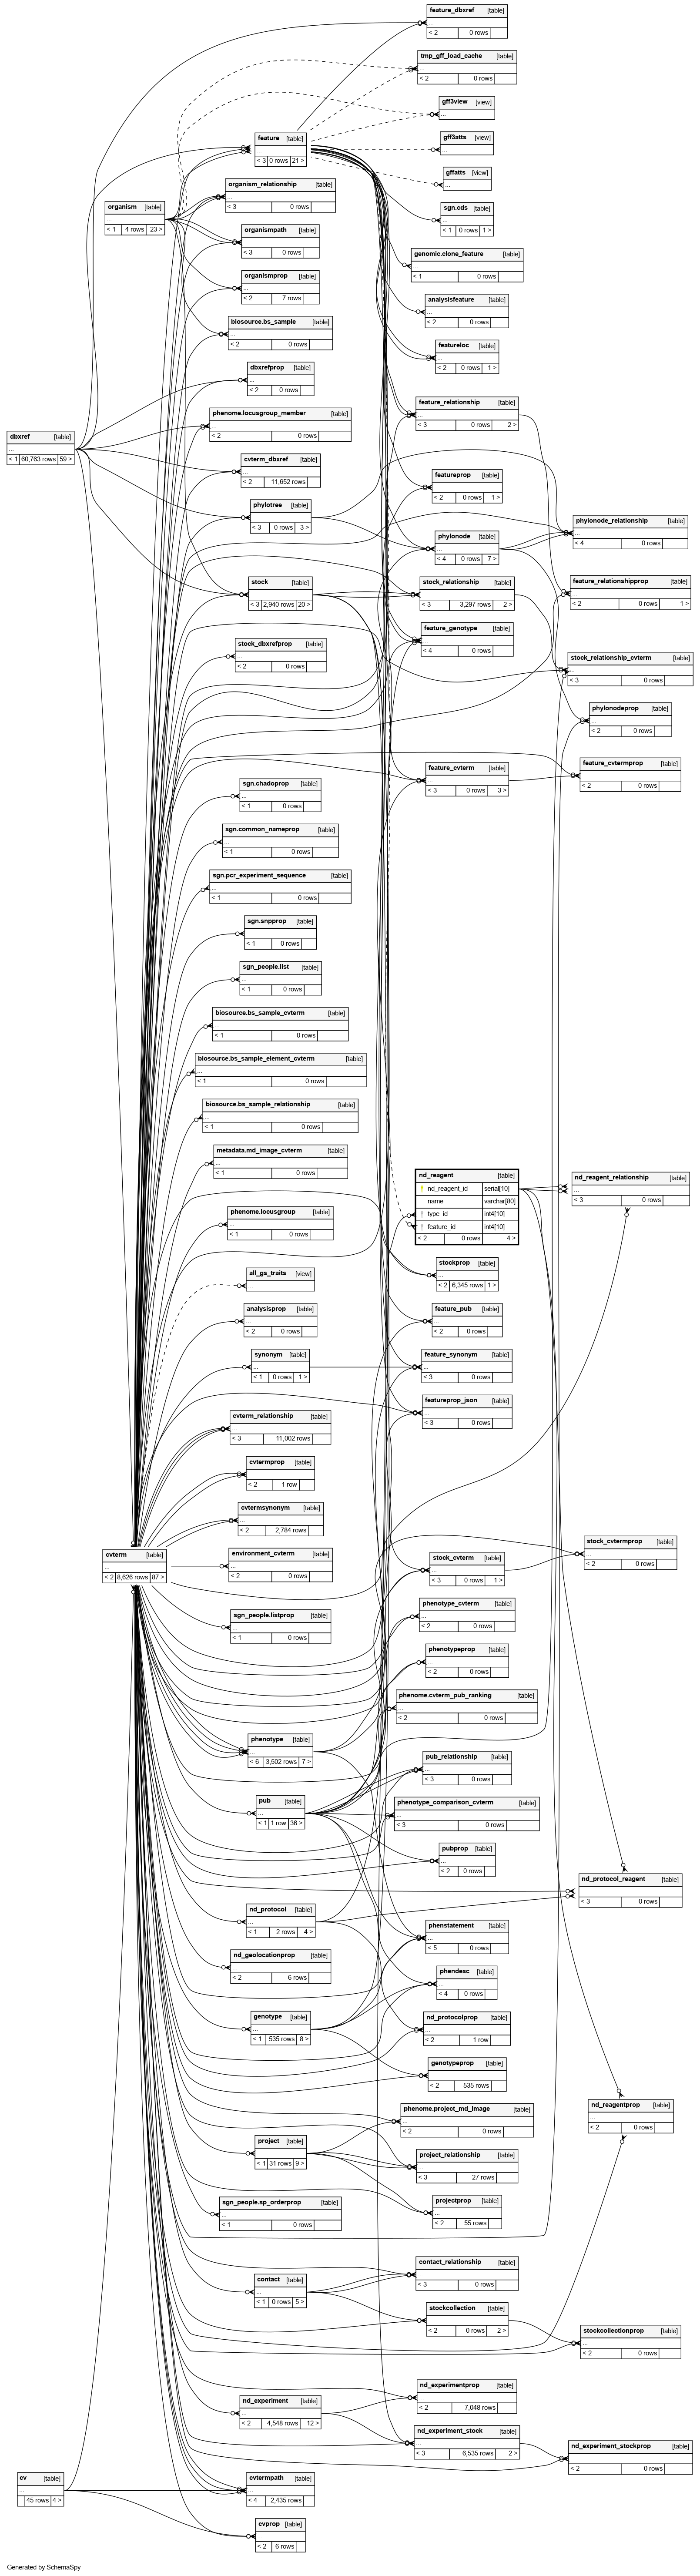 feature_dbxref [table]
...
< 2 0 rows
tmp_gff_load_cache [table]
...
< 2 0 rows
gff3view [view]
...
feature [table]
...
< 3 0 rows 21 >
gff3atts [view]
...
gffatts [view]
...
organism_relationship [table]
...
< 3 0 rows
organism [table]
...
< 1 4 rows 23 >
sgn.cds [table]
...
< 1 0 rows 1 >
organismpath [table]
...
< 3 0 rows
genomic.clone_feature [table]
...
< 1 0 rows
organismprop [table]
...
< 2 7 rows
analysisfeature [table]
...
< 2 0 rows
biosource.bs_sample [table]
...
< 2 0 rows
featureloc [table]
...
< 2 0 rows 1 >
dbxrefprop [table]
...
< 2 0 rows
feature_relationship [table]
...
< 3 0 rows 2 >
phenome.locusgroup_member [table]
...
< 2 0 rows
dbxref [table]
...
< 1 60,763 rows 59 >
cvterm_dbxref [table]
...
< 2 11,652 rows
featureprop [table]
...
< 2 0 rows 1 >
phylotree [table]
...
< 3 0 rows 3 >
phylonode_relationship [table]
...
< 4 0 rows
phylonode [table]
...
< 4 0 rows 7 >
stock [table]
...
< 3 2,940 rows 20 >
stock_relationship [table]
...
< 3 3,297 rows 2 >
feature_relationshipprop [table]
...
< 2 0 rows 1 >
feature_genotype [table]
...
< 4 0 rows
stock_dbxrefprop [table]
...
< 2 0 rows
stock_relationship_cvterm [table]
...
< 3 0 rows
phylonodeprop [table]
...
< 2 0 rows
feature_cvterm [table]
...
< 3 0 rows 3 >
feature_cvtermprop [table]
...
< 2 0 rows
sgn.chadoprop [table]
...
< 1 0 rows
sgn.common_nameprop [table]
...
< 1 0 rows
sgn.pcr_experiment_sequence [table]
...
< 1 0 rows
sgn.snpprop [table]
...
< 1 0 rows
sgn_people.list [table]
...
< 1 0 rows
biosource.bs_sample_cvterm [table]
...
< 1 0 rows
biosource.bs_sample_element_cvterm [table]
...
< 1 0 rows
biosource.bs_sample_relationship [table]
...
< 1 0 rows
metadata.md_image_cvterm [table]
...
< 1 0 rows
nd_reagent [table]
nd_reagent_id serial[10]
name varchar[80]
type_id int4[10]
feature_id int4[10]
< 2 0 rows 4 >
nd_reagent_relationship [table]
...
< 3 0 rows
phenome.locusgroup [table]
...
< 1 0 rows
all_gs_traits [view]
...
stockprop [table]
...
< 2 6,345 rows 1 >
analysisprop [table]
...
< 2 0 rows
feature_pub [table]
...
< 2 0 rows
synonym [table]
...
< 1 0 rows 1 >
feature_synonym [table]
...
< 3 0 rows
cvterm_relationship [table]
...
< 3 11,002 rows
featureprop_json [table]
...
< 3 0 rows
cvtermprop [table]
...
< 2 1 row
cvtermsynonym [table]
...
< 2 2,784 rows
cvterm [table]
...
< 2 8,626 rows 87 >
environment_cvterm [table]
...
< 2 0 rows
stock_cvterm [table]
...
< 3 0 rows 1 >
stock_cvtermprop [table]
...
< 2 0 rows
sgn_people.listprop [table]
...
< 1 0 rows
phenotype_cvterm [table]
...
< 2 0 rows
phenotypeprop [table]
...
< 2 0 rows
phenome.cvterm_pub_ranking [table]
...
< 2 0 rows
phenotype [table]
...
< 6 3,502 rows 7 >
pub_relationship [table]
...
< 3 0 rows
pub [table]
...
< 1 1 row 36 >
phenotype_comparison_cvterm [table]
...
< 3 0 rows
pubprop [table]
...
< 2 0 rows
nd_protocol_reagent [table]
...
< 3 0 rows
nd_protocol [table]
...
< 1 2 rows 4 >
phenstatement [table]
...
< 5 0 rows
nd_geolocationprop [table]
...
< 2 6 rows
phendesc [table]
...
< 4 0 rows
genotype [table]
...
< 1 535 rows 8 >
nd_protocolprop [table]
...
< 2 1 row
genotypeprop [table]
...
< 2 535 rows
phenome.project_md_image [table]
...
< 2 0 rows
nd_reagentprop [table]
...
< 2 0 rows
project [table]
...
< 1 31 rows 9 >
project_relationship [table]
...
< 3 27 rows
sgn_people.sp_orderprop [table]
...
< 1 0 rows
projectprop [table]
...
< 2 55 rows
contact_relationship [table]
...
< 3 0 rows
contact [table]
...
< 1 0 rows 5 >
stockcollection [table]
...
< 2 0 rows 2 >
stockcollectionprop [table]
...
< 2 0 rows
nd_experimentprop [table]
...
< 2 7,048 rows
nd_experiment [table]
...
< 2 4,548 rows 12 >
nd_experiment_stock [table]
...
< 3 6,535 rows 2 >
nd_experiment_stockprop [table]
...
< 2 0 rows
cv [table]
...
45 rows 4 >
cvtermpath [table]
...
< 4 2,435 rows
cvprop [table]
...
< 2 6 rows
Generated by SchemaSpy